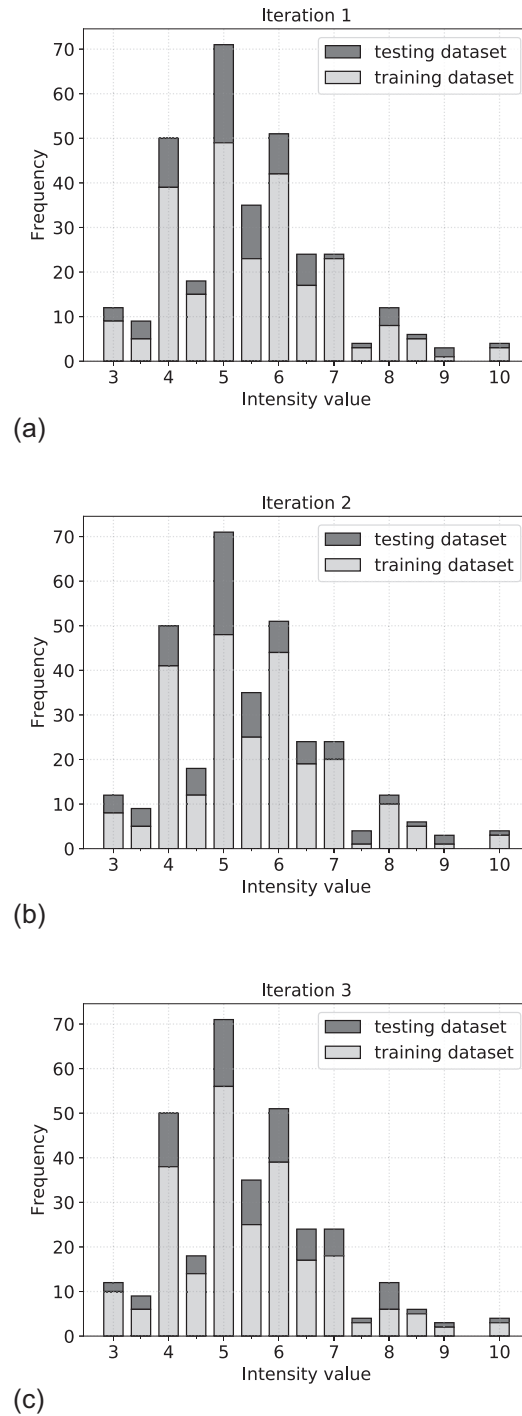 Iteration 1
testing dataset
training dataset
70
60
50
40
30
20
10
0
Frequency
3 4 5 6 7 8 9 10
Intensity value
(a)
Iteration 2
testing dataset
training dataset
70
60
50
40
30
20
10
0
Frequency
3 4 5 6 7 8 9 10
Intensity value
(b)
Iteration 3
testing dataset
training dataset
70
60
50
40
30
20
10
0
Frequency
3 4 5 6 7 8 9 10
Intensity value
(c)